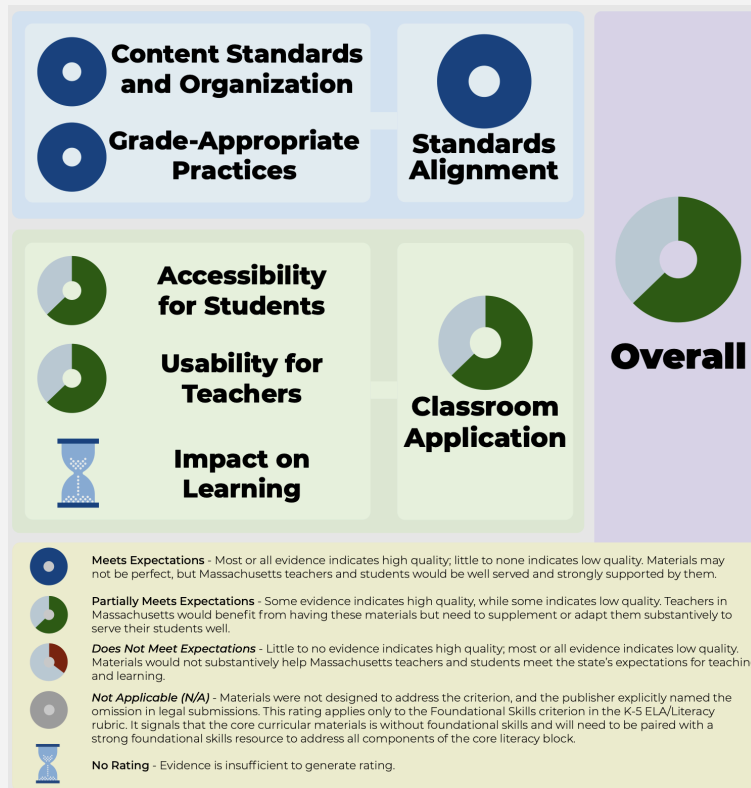 Content Standards
and Organization
Grade-Appropriate
Practices
Standards
Alignment
Accessibility
for Students
Usability for
Teachers
Impact on
Learning
Classroom
Application
Overall
Meets Expectations - Most or all evidence indicates high quality; little to none indicates low quality. Materials may
not be perfect, but Massachusetts teachers and students would be well served and strongly supported by them.
Partially Meets Expectations - Some evidence indicates high quality, while some indicates low quality. Teachers in
Massachusetts would benefit from having these materials but need to supplement or adapt them substantively to
serve their students well.
Does Not Meet Expectations - Little to no evidence indicates high quality; most or all evidence indicates low quality.
Materials would not substantively help Massachusetts teachers and students meet the state's expectations for teachin
and learning.
Not Applicable (N/A) - Materials were not designed to address the criterion, and the publisher explicitly named the
omission in legal submissions. This rating applies only to the Foundational Skills criterion in the K-5 ELA/Literacy
rubric. It signals that the core curricular materials is without foundational skills and will need to be paired with a
strong foundational skills resource to address all components of the core literacy block.
No Rating - Evidence is insufficient to generate rating.